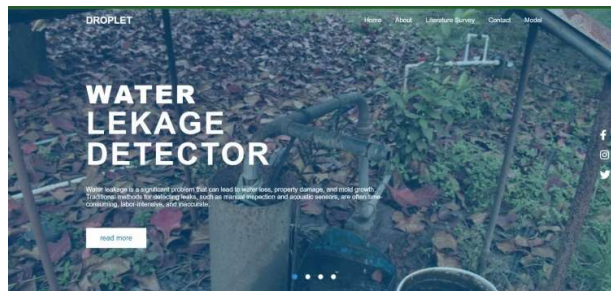 DROPLET
Home About Literature Survey Contact Model
WATER
LEKAGE
DETECTOR
Water leakage is a significant problem that can lead to water loss, property damage, and mold growth.
Traditional methods for detecting leaks, such as manual inspection and acoustic sensors, are often time-
consuming, labor-intensive, and inaccurate.
read more